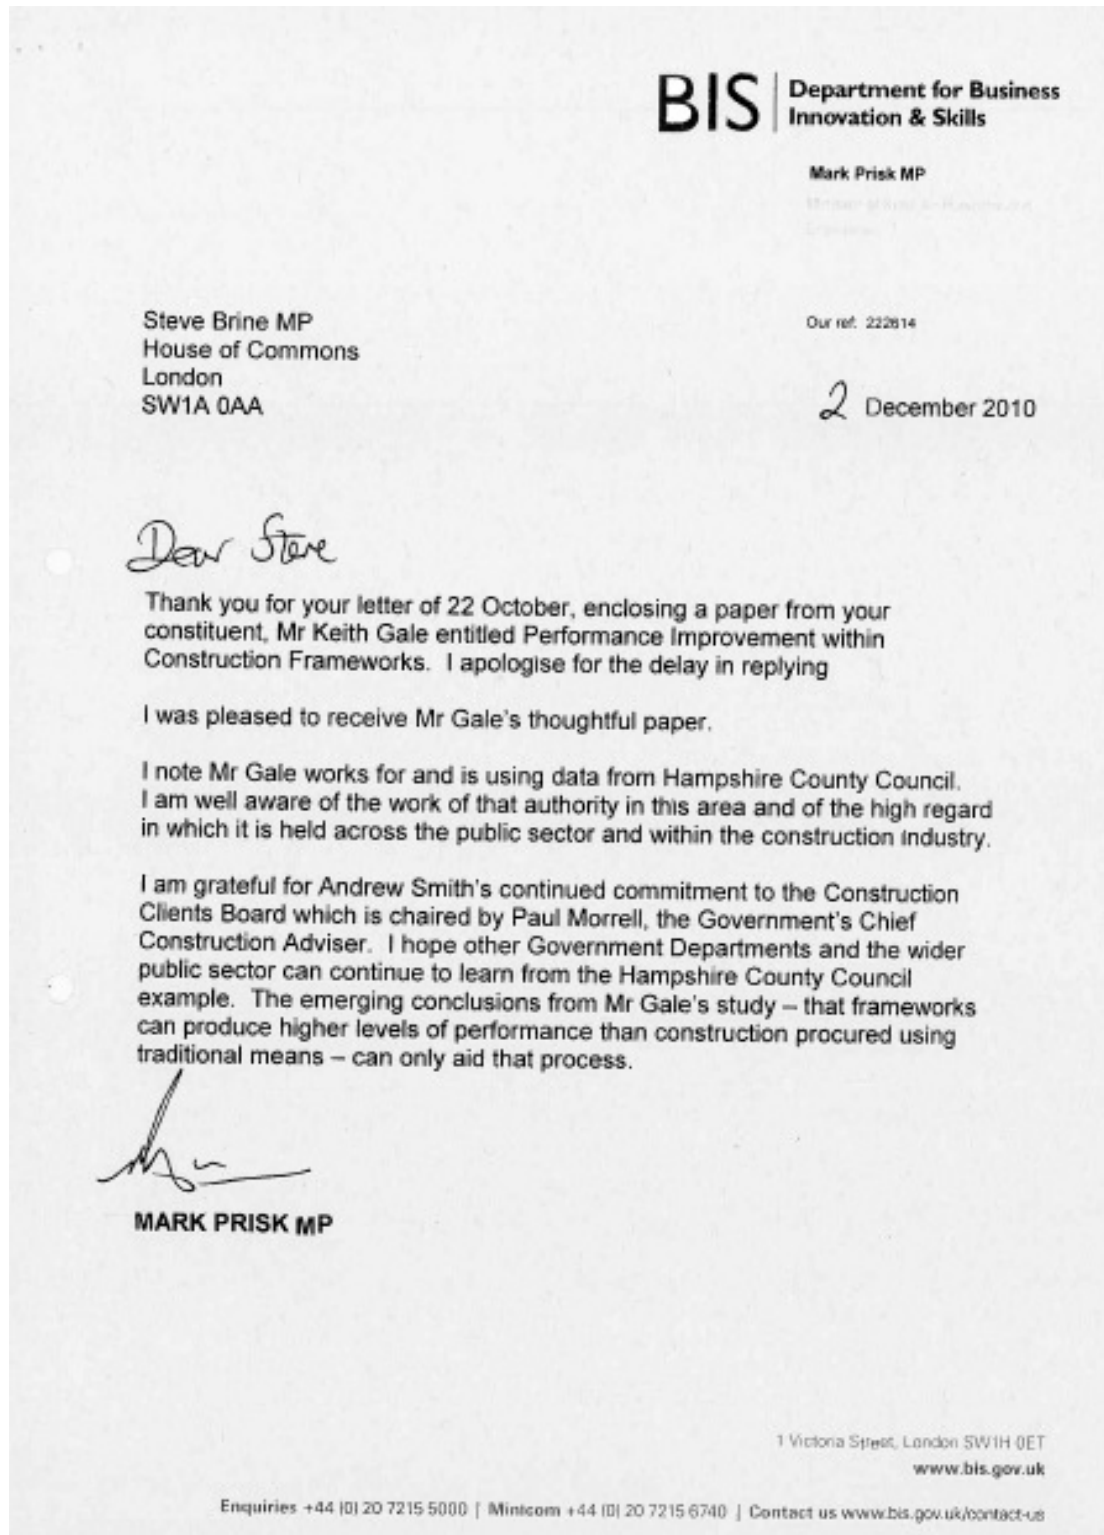 BIS
Department for Business
Innovation & Skills
Mark Prisk MP
Steve Brine MP
House of Commons
London
SW1A 0AA
Our ref: 222614
2 December 2010
Dear Steve
Thank you for your letter of 22 October, enclosing a paper from your
constituent, Mr Keith Gale entitled Performance Improvement within
Construction Frameworks. I apologise for the delay in replying
I was pleased to receive Mr Gale's thoughtful paper.
I note Mr Gale works for and is using data from Hampshire County Council.
I am well aware of the work of that authority in this area and of the high regard
in which it is held across the public sector and within the construction industry.
I am grateful for Andrew Smith's continued commitment to the Construction
Clients Board which is chaired by Paul Morrell, the Government's Chief
Construction Adviser. I hope other Government Departments and the wider
public sector can continue to learn from the Hampshire County Council
example. The emerging conclusions from Mr Gale's study – that frameworks
can produce higher levels of performance than construction procured using
traditional means – can only aid that process.
MARK PRISK MP
1 Victoria Street, London SW1H 0ET
www.bis.gov.uk
Enquiries +44 (0) 20 7215 5000 | Minicom +44 (0) 20 7215 6740 | Contact us www.bis.gov.uk/contact-us